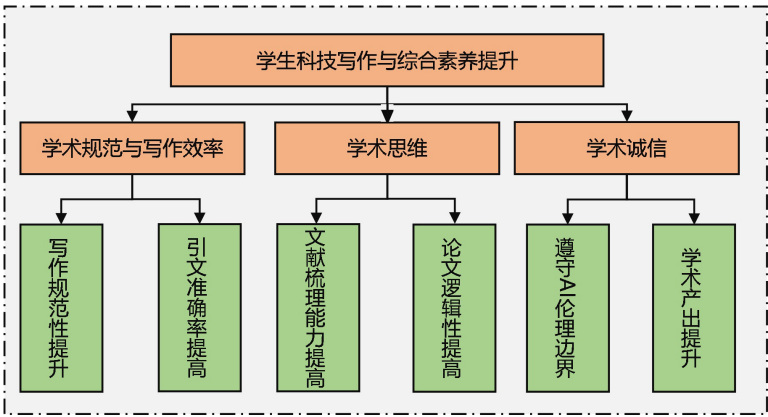 学生科技写作与综合素养提升
学术规范与写作效率
学术思维
学术诚信
写作规范性提升
引文准确率提高
文献梳理能力提高
论文逻辑性提高
遵守AI伦理边界
学术产出提升